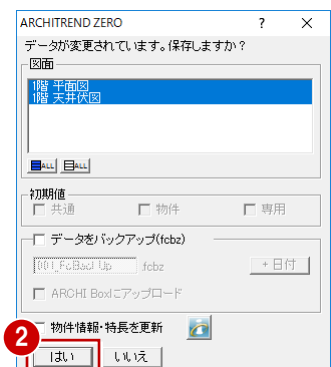 ARCHITREND ZERO ? ×
データが変更されています。保存しますか？
図面
1階 平面図
1階 天井伏図
ALL ALL
初期値
共通 物件 専用
データをバックアップ(fcbz)
001_FcBacl Up .fcbz +日付
ARCHI Boxにアップロード
物件情報・特長を更新
2
はい いいえ